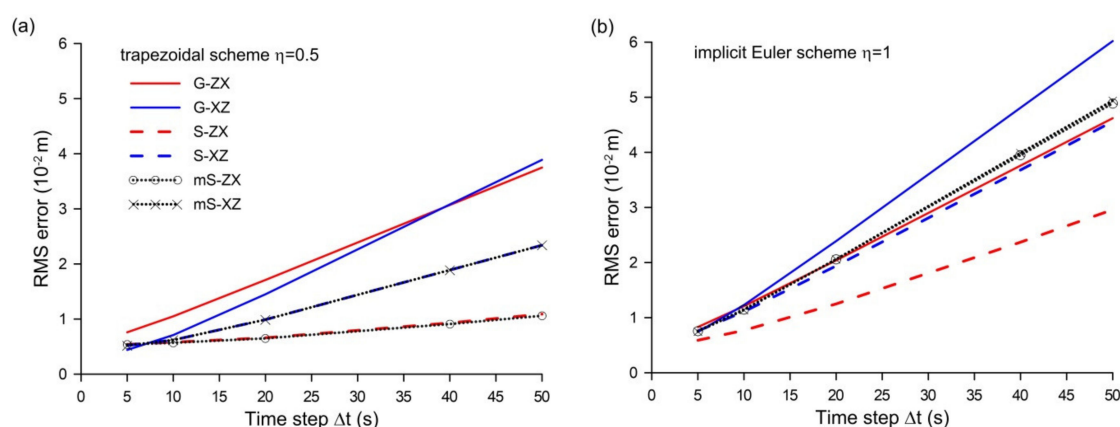 (a)
trapezoidal scheme η=0.5
G-ZX
G-XZ
S-ZX
S-XZ
mS-ZX
mS-XZ
RMS error (10⁻² m)
6
5
4
3
2
1
0
0 5 10 15 20 25 30 35 40 45 50
Time step Δt (s)
(b)
implicit Euler scheme η=1
RMS error (10⁻² m)
6
5
4
3
2
1
0
0 5 10 15 20 25 30 35 40 45 50
Time step Δt (s)